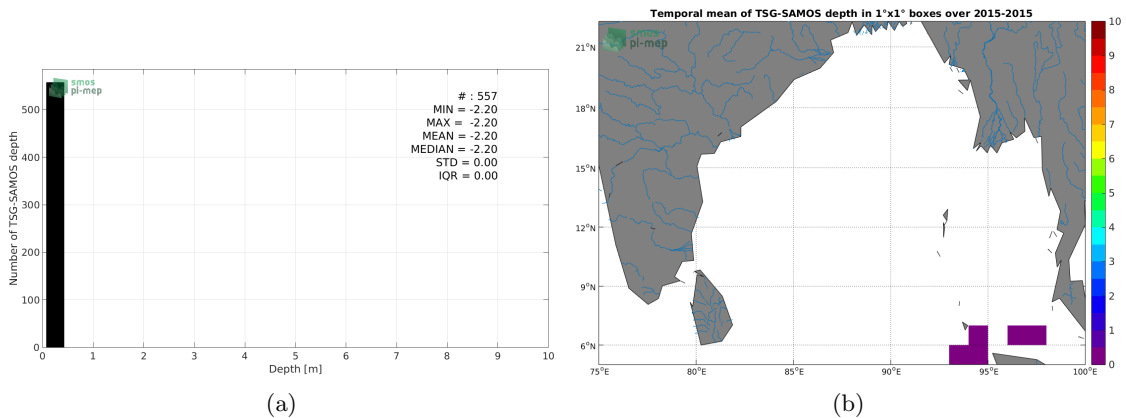 smos
pi-mep
# : 557
MIN = -2.20
MAX = -2.20
MEAN = -2.20
MEDIAN = -2.20
STD = 0.00
IQR = 0.00
Number of TSG-SAMOS depth
500
400
300
200
100
0
0 1 2 3 4 5 6 7 8 9 10
Depth [m]
(a)
Temporal mean of TSG-SAMOS depth in 1°x1° boxes over 2015-2015
smos
pi-mep
21°N
18°N
15°N
12°N
9°N
6°N
75°E 80°E 85°E 90°E 95°E 100°E
10
9
8
7
6
5
4
3
2
1
0
(b)